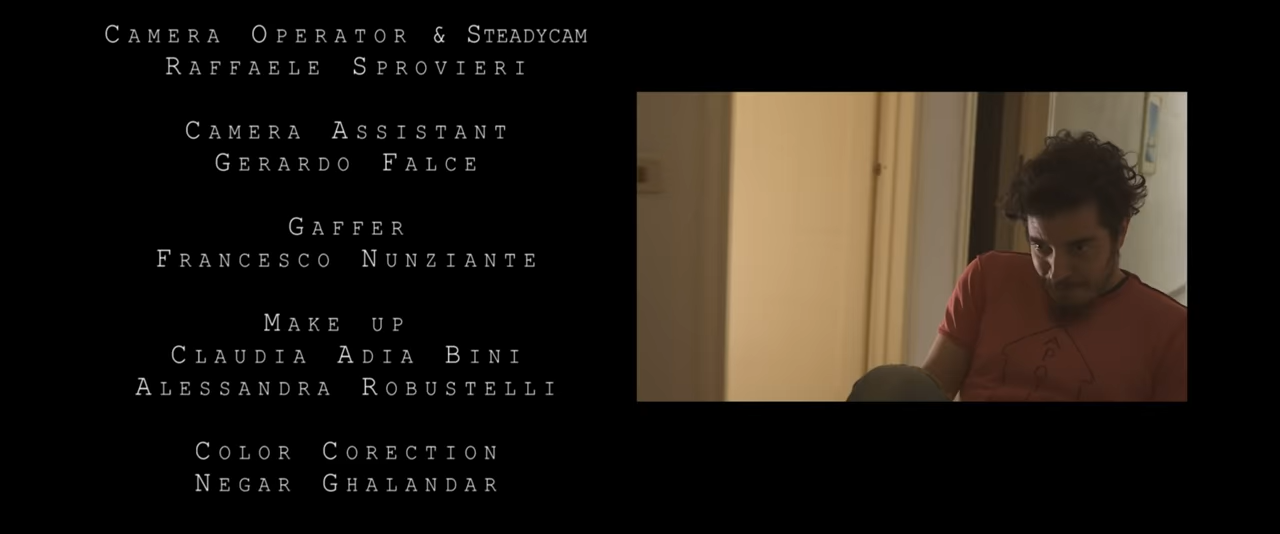 Camera Operator & Steadycam
Raffaele Sprovieri
Camera Assistant
Gerardo Falce
Gaffer
Francesco Nunziante
Make up
Claudia Adia Bini
Alessandra Robustelli
Color Corection
Negar Ghalandar